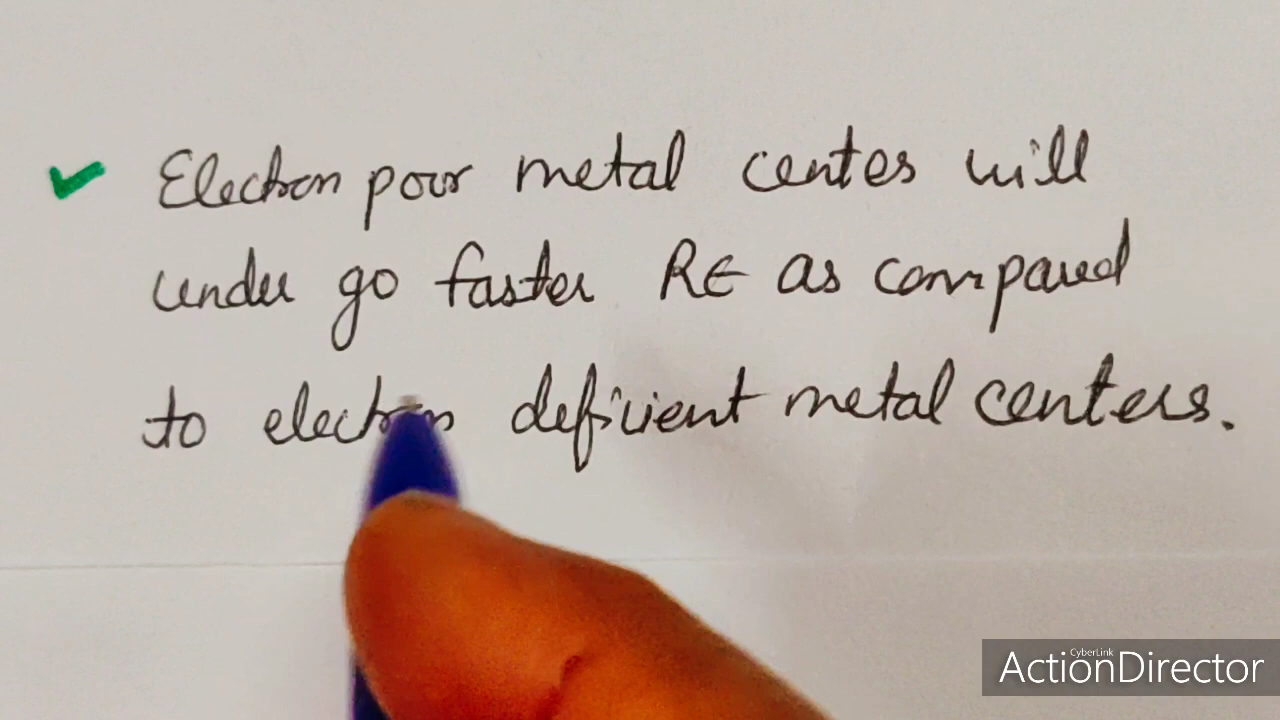 ✓ Electron poor metal centes will
under go faster RE as compared
to electron deficient metal centers.
CyberLink
ActionDirector